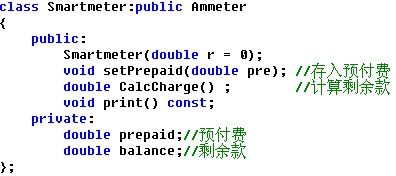 class Smartmeter:public Ammeter
{
public:
Smartmeter(double r = 0);
void setPrepaid(double pre); //存入预付费
double CalcCharge() ; //计算剩余款
void print() const;
private:
double prepaid;//预付费
double balance;//剩余款
};